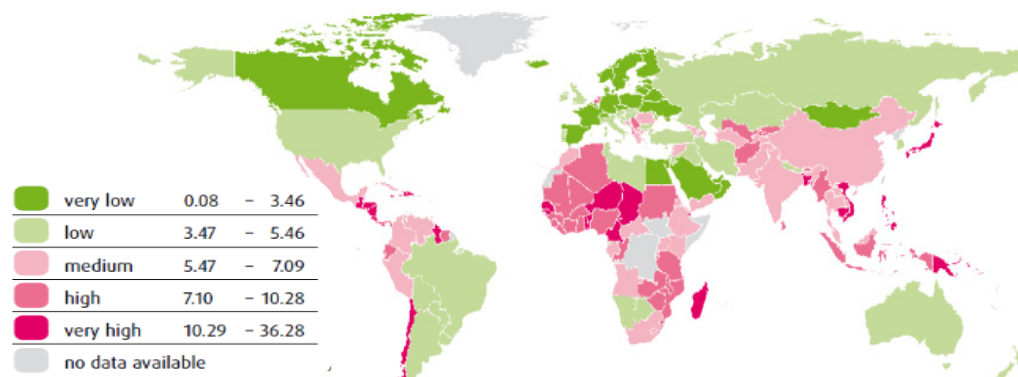 very low 0.08 – 3.46
low 3.47 – 5.46
medium 5.47 – 7.09
high 7.10 – 10.28
very high 10.29 – 36.28
no data available